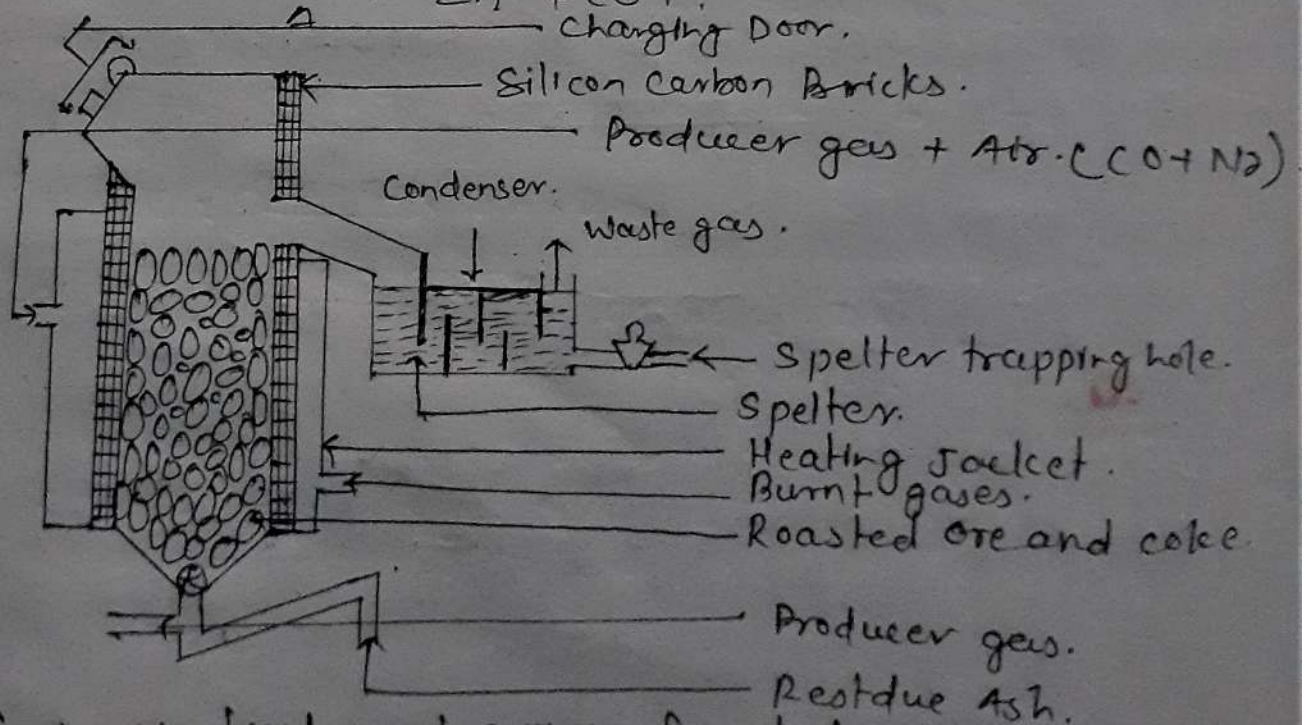 Charging Door.
Silicon Carbon Bricks.
Producer gas + Air. (CO + N2)
Condenser.
Waste gas.
Spelter trapping hole.
Spelter.
Heating Jacket.
Burnt gases.
Roasted ore and coke
Producer gas.
Restdue Ash.